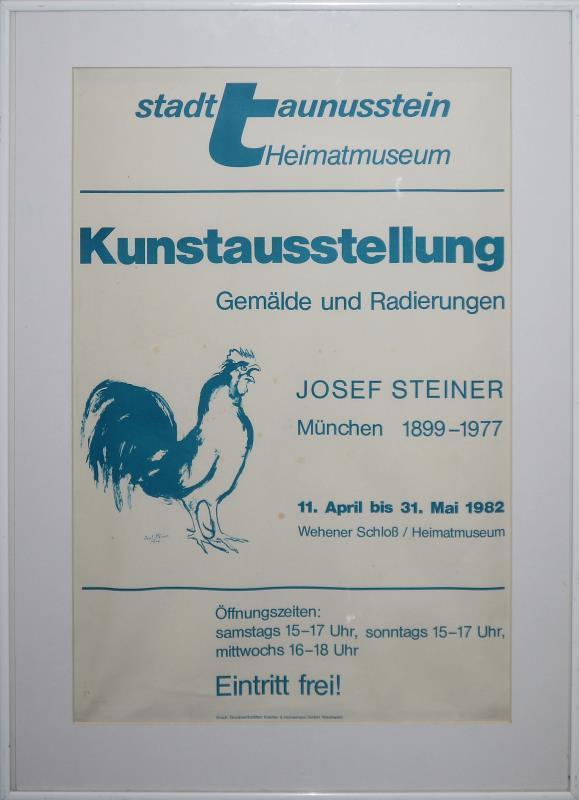 stadt taunusstein
Heimatmuseum
Kunstausstellung
Gemälde und Radierungen
JOSEF STEINER
München 1899–1977
11. April bis 31. Mai 1982
Wehener Schloß / Heimatmuseum
Öffnungszeiten:
samstags 15–17 Uhr, sonntags 15–17 Uhr,
mittwochs 16–18 Uhr
Eintritt frei!